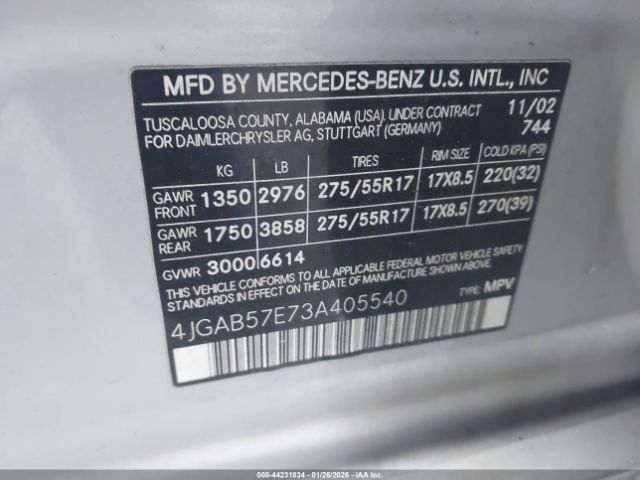 MFD BY MERCEDES-BENZ U.S. INTL., INC
TUSCALOOSA COUNTY, ALABAMA (USA), UNDER CONTRACT 11/02
FOR DAIMLERCHRYSLER AG, STUTTGART (GERMANY) 744
KG LB TIRES RIM SIZE COLD KPA (PSI)
GAWR FRONT 1350 2976 275/55R17 17X8.5 220(32)
GAWR REAR 1750 3858 275/55R17 17X8.5 270(39)
GVWR 3000 6614
THIS VEHICLE CONFORMS TO ALL APPLICABLE FEDERAL MOTOR VEHICLE SAFETY
STANDARDS IN EFFECT ON THE DATE OF MANUFACTURE SHOWN ABOVE.
4JGAB57E73A405540 TYPE: MPV
000-44231834 | 01/26/2026 | IAA Inc.